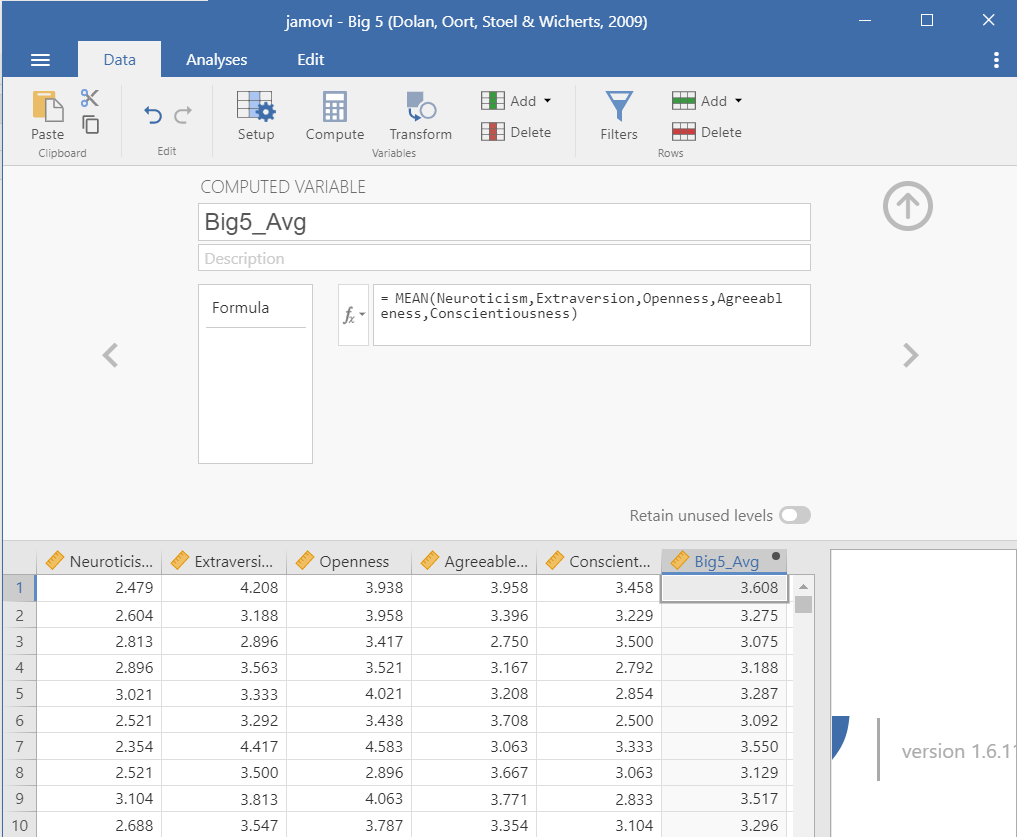 jamovi - Big 5 (Dolan, Oort, Stoel & Wicherts, 2009)
Data Analyses Edit
Paste Setup Compute Transform Add Delete Filters Add Delete
Clipboard Edit Variables Rows
COMPUTED VARIABLE
Big5_Avg
Description
Formula
fx
= MEAN(Neuroticism,Extraversion,Openness,Agreeabl
eness,Conscientiousness)
Retain unused levels
Neuroticis... Extraversi... Openness Agreeable... Conscient... Big5_Avg
1 2.479 4.208 3.938 3.958 3.458 3.608
2 2.604 3.188 3.958 3.396 3.229 3.275
3 2.813 2.896 3.417 2.750 3.500 3.075
4 2.896 3.563 3.521 3.167 2.792 3.188
5 3.021 3.333 4.021 3.208 2.854 3.287
6 2.521 3.292 3.438 3.708 2.500 3.092
7 2.354 4.417 4.583 3.063 3.333 3.550
8 2.521 3.500 2.896 3.667 3.063 3.129
9 3.104 3.813 4.063 3.771 2.833 3.517
10 2.688 3.547 3.787 3.354 3.104 3.296
version 1.6.1